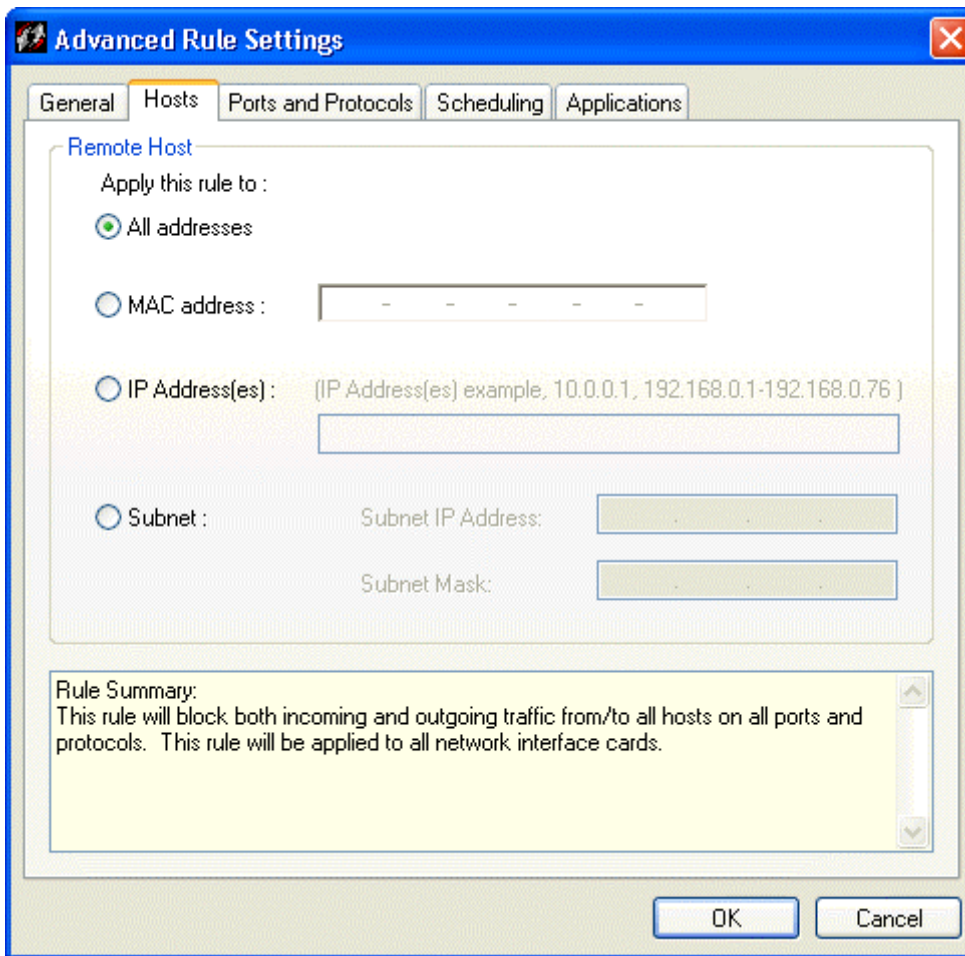 Advanced Rule Settings
General Hosts Ports and Protocols Scheduling Applications
Remote Host
Apply this rule to :
All addresses
MAC address : - - - - -
IP Address(es) : (IP Address(es) example, 10.0.0.1, 192.168.0.1-192.168.0.76 )
Subnet : Subnet IP Address: . . .
Subnet Mask: . . .
Rule Summary:
This rule will block both incoming and outgoing traffic from/to all hosts on all ports and
protocols. This rule will be applied to all network interface cards.
OK Cancel